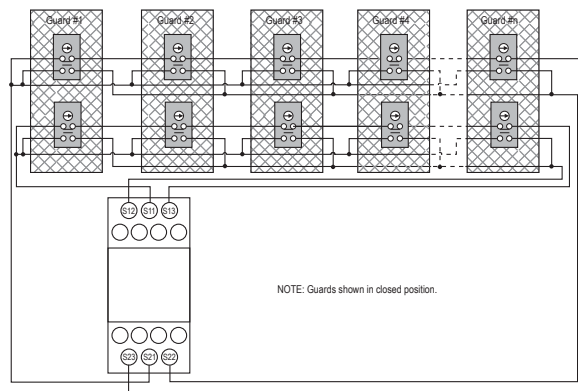 Guard #1 Guard #2 Guard #3 Guard #4 Guard #n
S12 S11 S13
NOTE: Guards shown in closed position.
S23 S21 S22